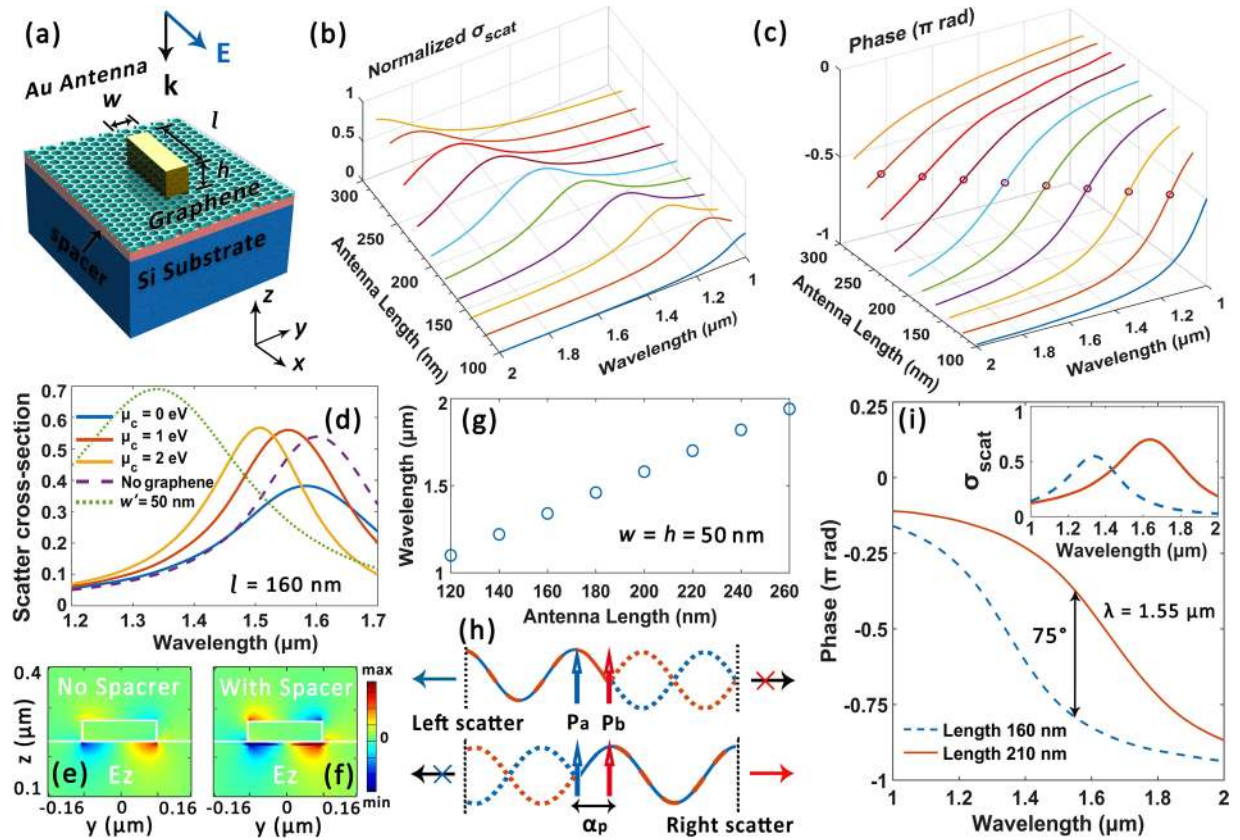 (a)
k
E
Au Antenna
w
l
h
Graphene
spacer
Si Substrate
z
y
x
(b)
Normalized σscat
1
0.5
0
300
250
200
150
100
Antenna Length (nm)
2
1.8
1.6
1.4
1.2
1
Wavelength (μm)
(c)
Phase (π rad)
0
-0.5
-1
300
250
200
150
100
Antenna Length (nm)
2
1.8
1.6
1.4
1.2
1
Wavelength (μm)
(d)
Scatter cross-section
0.7
0.6
0.5
0.4
0.3
0.2
0.1
0
μc = 0 eV
μc = 1 eV
μc = 2 eV
No graphene
w' = 50 nm
l = 160 nm
1.2 1.3 1.4 1.5 1.6 1.7
Wavelength (μm)
(g)
Wavelength (μm)
2
1.5
1
w = h = 50 nm
120 140 160 180 200 220 240 260
Antenna Length (nm)
(e)
No Spacrer
Ez
z (μm)
0.4
0.1
-0.16 0 0.16
y (μm)
(f)
With Spacer
Ez
-0.16 0 0.16
y (μm)
max
0
min
(h)
Left scatter
Pa
Pb
αp
Right scatter
(i)
Phase (π rad)
0.25
0
-0.25
-0.5
-0.75
-1
75°
λ = 1.55 μm
Length 160 nm
Length 210 nm
1 1.2 1.4 1.6 1.8 2
Wavelength (μm)
σscat
1
0.5
0
1 1.2 1.4 1.6 1.8 2
Wavelength (μm)